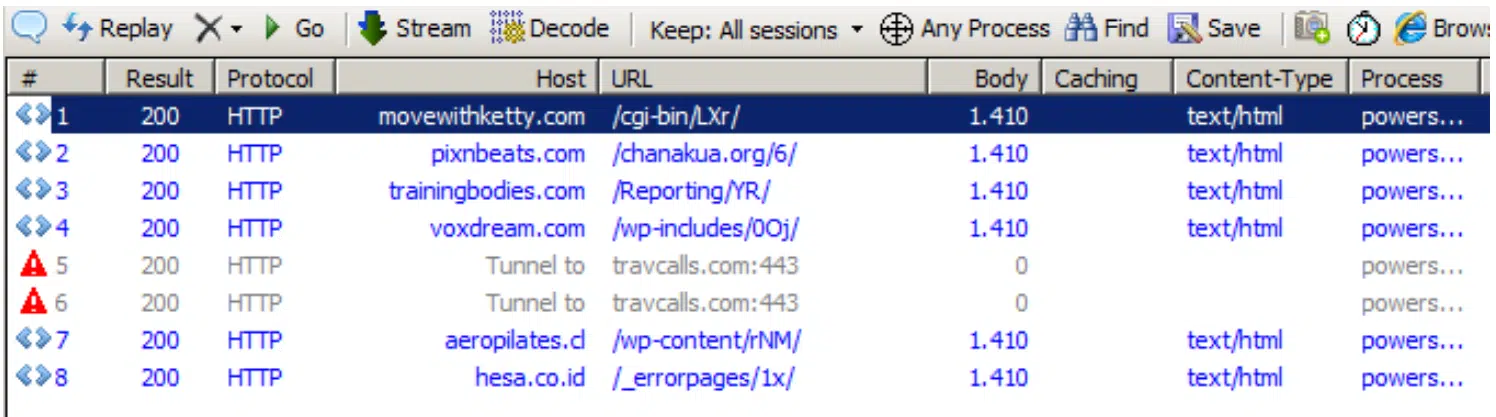 Replay Go Stream Decode Keep: All sessions Any Process Find Save Brows
# Result Protocol Host URL Body Caching Content-Type Process
1 200 HTTP movewithketty.com /cgi-bin/LXr/ 1.410 text/html powers...
2 200 HTTP pixnbeats.com /chanakua.org/6/ 1.410 text/html powers...
3 200 HTTP trainingbodies.com /Reporting/YR/ 1.410 text/html powers...
4 200 HTTP voxdream.com /wp-includes/0Oj/ 1.410 text/html powers...
5 200 HTTP Tunnel to travcalls.com:443 0 powers...
6 200 HTTP Tunnel to travcalls.com:443 0 powers...
7 200 HTTP aeropilates.cl /wp-content/rNM/ 1.410 text/html powers...
8 200 HTTP hesa.co.id /_errorpages/1x/ 1.410 text/html powers...